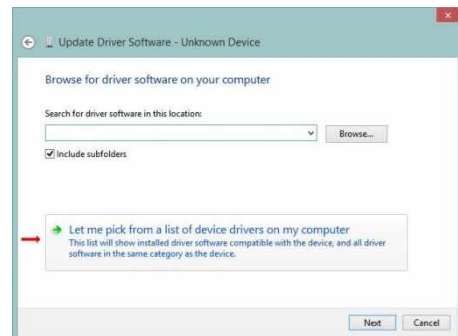 Update Driver Software - Unknown Device
Browse for driver software on your computer
Search for driver software in this location:
Browse...
Include subfolders
Let me pick from a list of device drivers on my computer
This list will show installed driver software compatible with the device, and all driver
software in the same category as the device.
Next Cancel